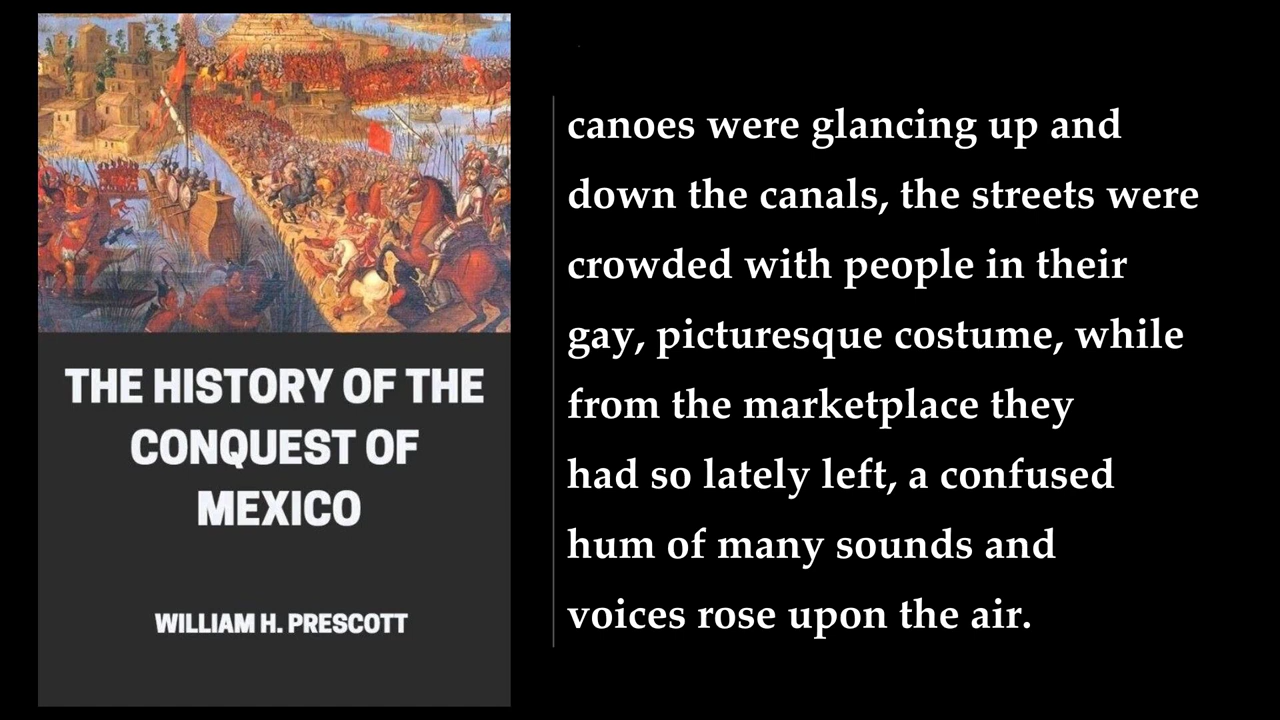 THE HISTORY OF THE
CONQUEST OF
MEXICO
WILLIAM H. PRESCOTT
canoes were glancing up and
down the canals, the streets were
crowded with people in their
gay, picturesque costume, while
from the marketplace they
had so lately left, a confused
hum of many sounds and
voices rose upon the air.